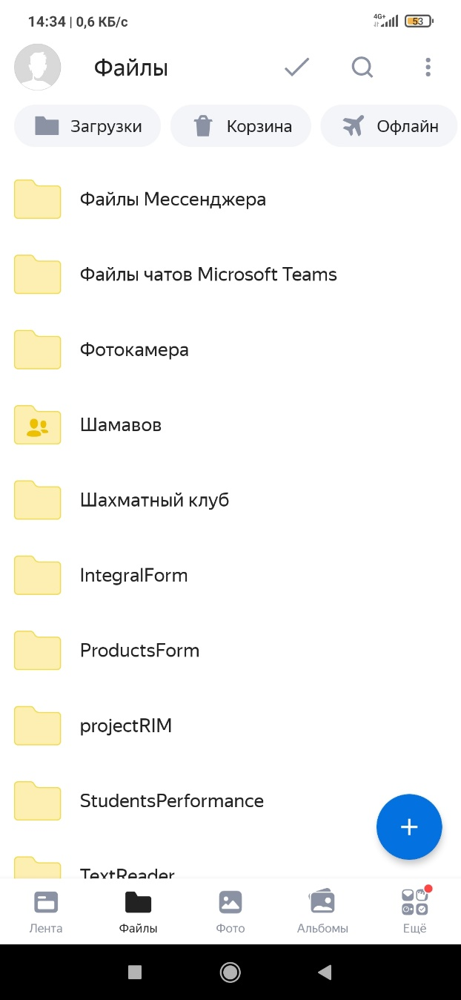 14:34 | 0,6 КБ/с 4G+ 53
Файлы
Загрузки Корзина Офлайн
Файлы Мессенджера
Файлы чатов Microsoft Teams
Фотокамера
Шамавов
Шахматный клуб
IntegralForm
ProductsForm
projectRIM
StudentsPerformance
TextReader
Лента Файлы Фото Альбомы Ещё